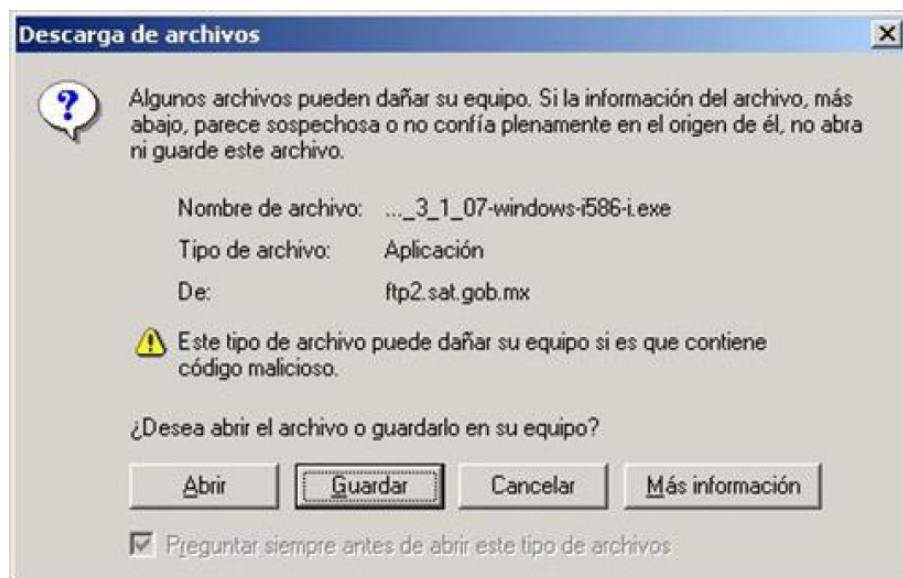 Descarga de archivos
Algunos archivos pueden dañar su equipo. Si la información del archivo, más
abajo, parece sospechosa o no confía plenamente en el origen de él, no abra
ni guarde este archivo.
Nombre de archivo: ..._3_1_07-windows-i586-i.exe
Tipo de archivo: Aplicación
De: ftp2.sat.gob.mx
Este tipo de archivo puede dañar su equipo si es que contiene
código malicioso.
¿Desea abrir el archivo o guardarlo en su equipo?
Abrir Guardar Cancelar Más información
Preguntar siempre antes de abrir este tipo de archivos